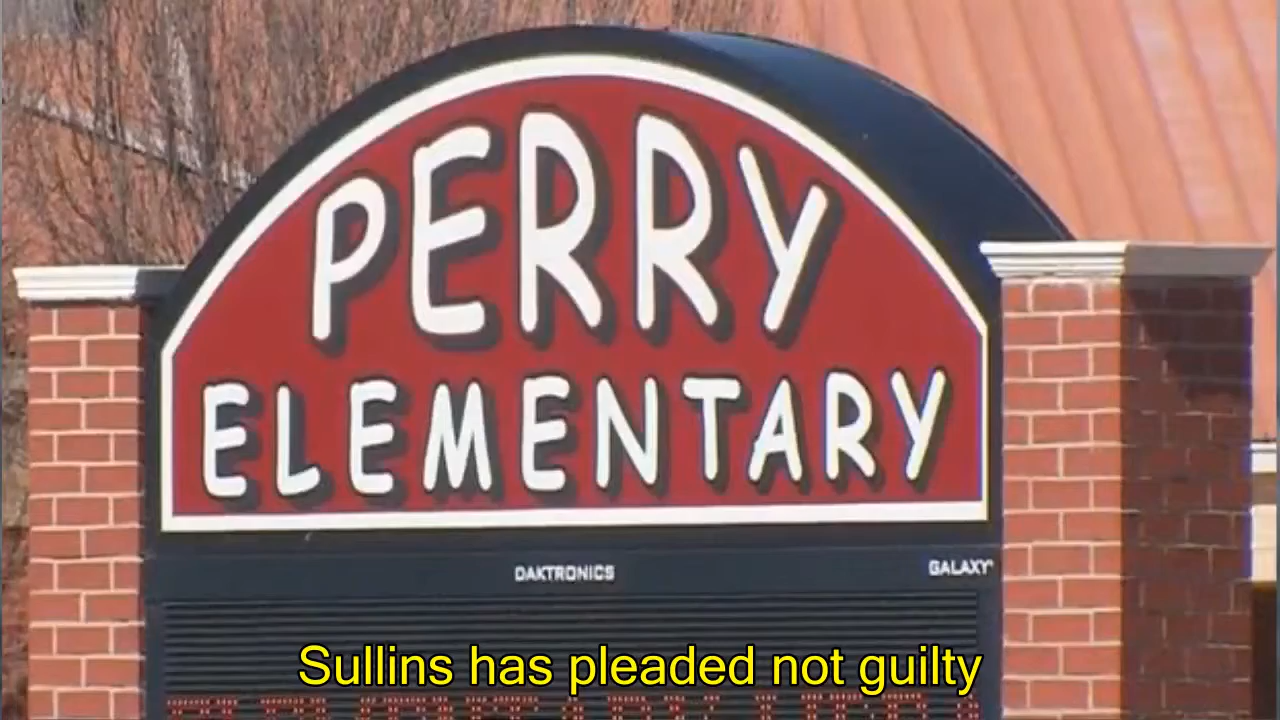 PERRY
ELEMENTARY
DAKTRONICS GALAXY
Sullins has pleaded not guilty